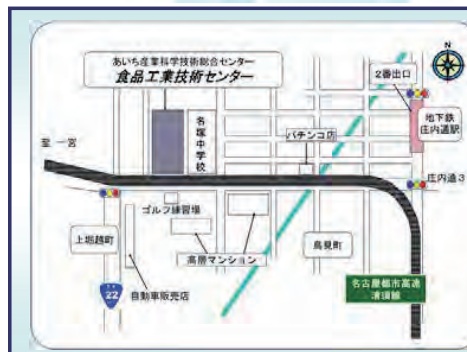 あいち産業科学技術総合センター
食品工業技術センター
N
2番出口
地下鉄
庄内通駅
名塚中学校
パチンコ店
至 一宮
庄内通3
ゴルフ練習場
上堀越町
高層マンション
鳥見町
22
自動車販売店
名古屋都市高速
清須線